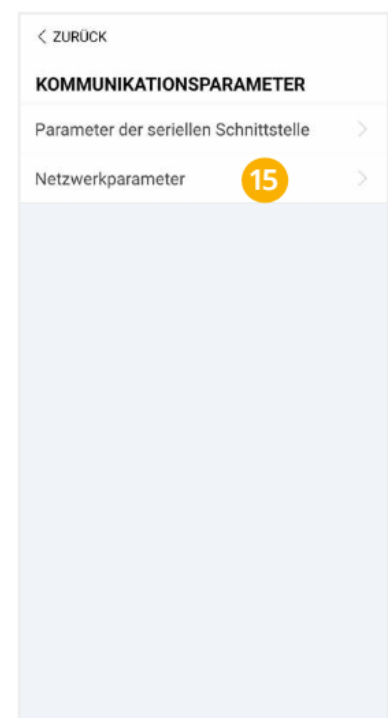 < ZURÜCK
KOMMUNIKATIONSPARAMETER
Parameter der seriellen Schnittstelle
Netzwerkparameter 15